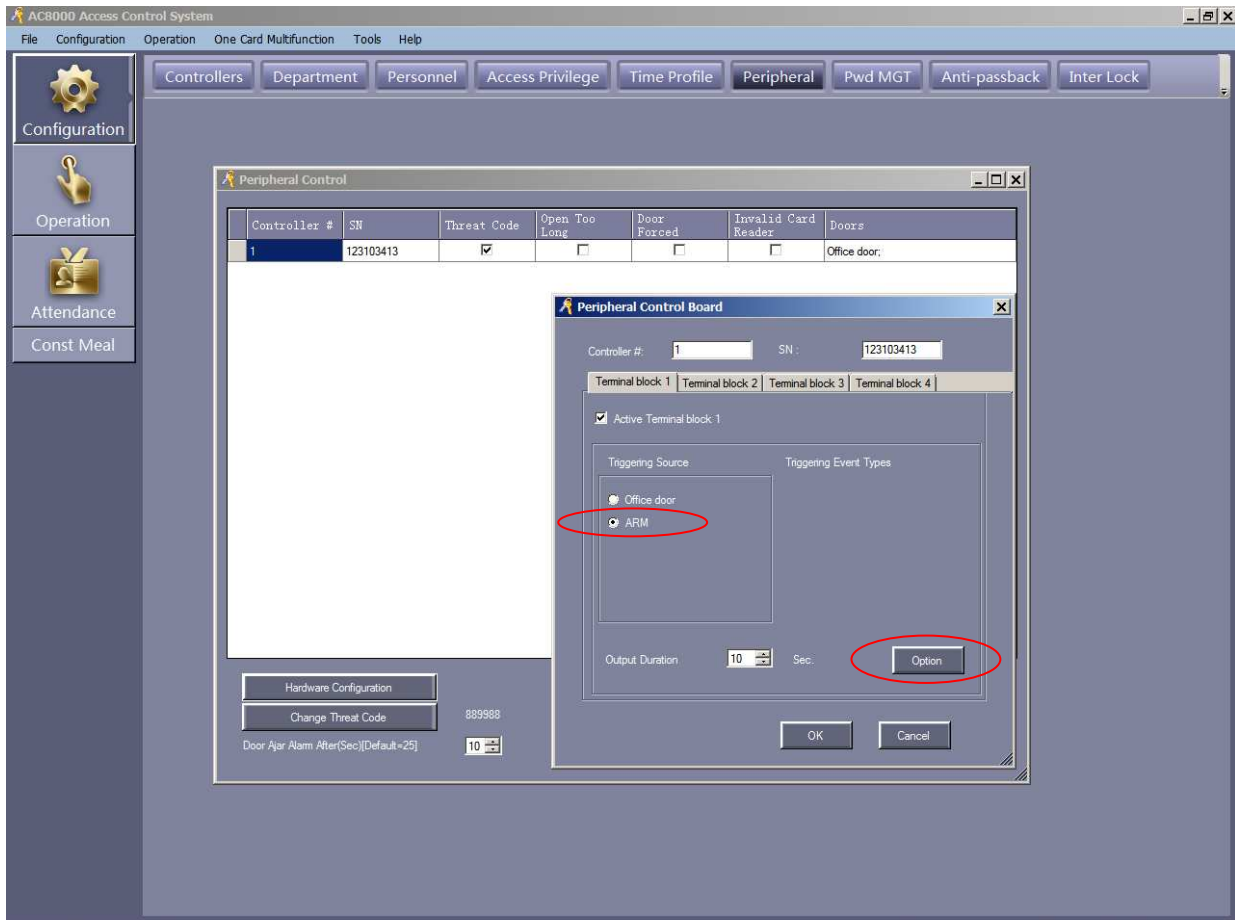 AC8000 Access Control System
File Configuration Operation One Card Multifunction Tools Help
Controllers Department Personnel Access Privilege Time Profile Peripheral Pwd MGT Anti-passback Inter Lock
Configuration
Operation
Attendance
Const Meal
Peripheral Control
Controller # SN Threat Code Open Too Long Door Forced Invalid Card Reader Doors
1 123103413 Office door;
Peripheral Control Board
Controller #: 1 SN : 123103413
Terminal block 1 Terminal block 2 Terminal block 3 Terminal block 4
Active Terminal block 1
Triggering Source Triggering Event Types
Office door
ARM
Output Duration 10 Sec. Option
OK Cancel
Hardware Configuration
Change Threat Code 889988
Door Ajar Alarm After(Sec)[Default=25] 10